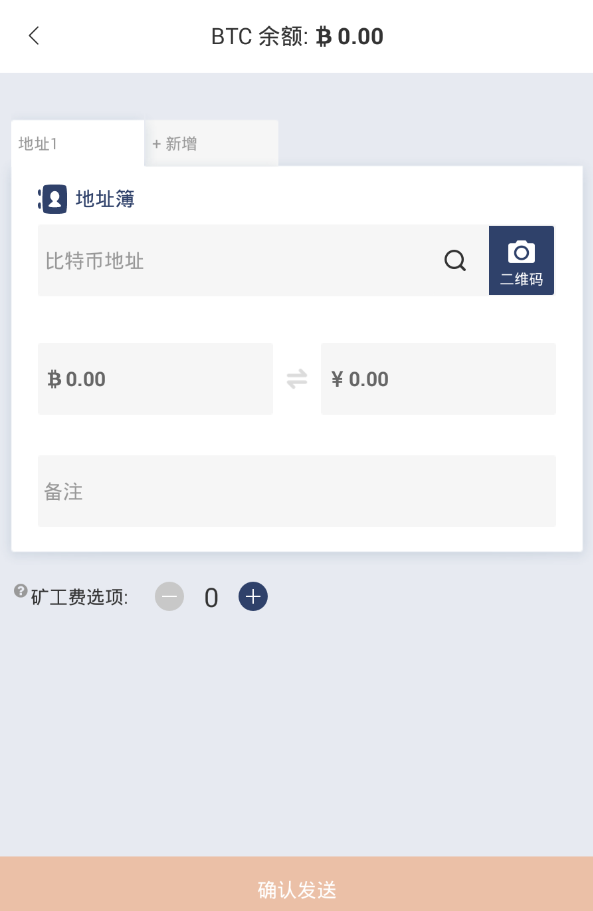 BTC 余额: ₿ 0.00
地址1
+ 新增
地址簿
比特币地址
二维码
₿ 0.00
¥ 0.00
备注
? 矿工费选项: 0
确认发送